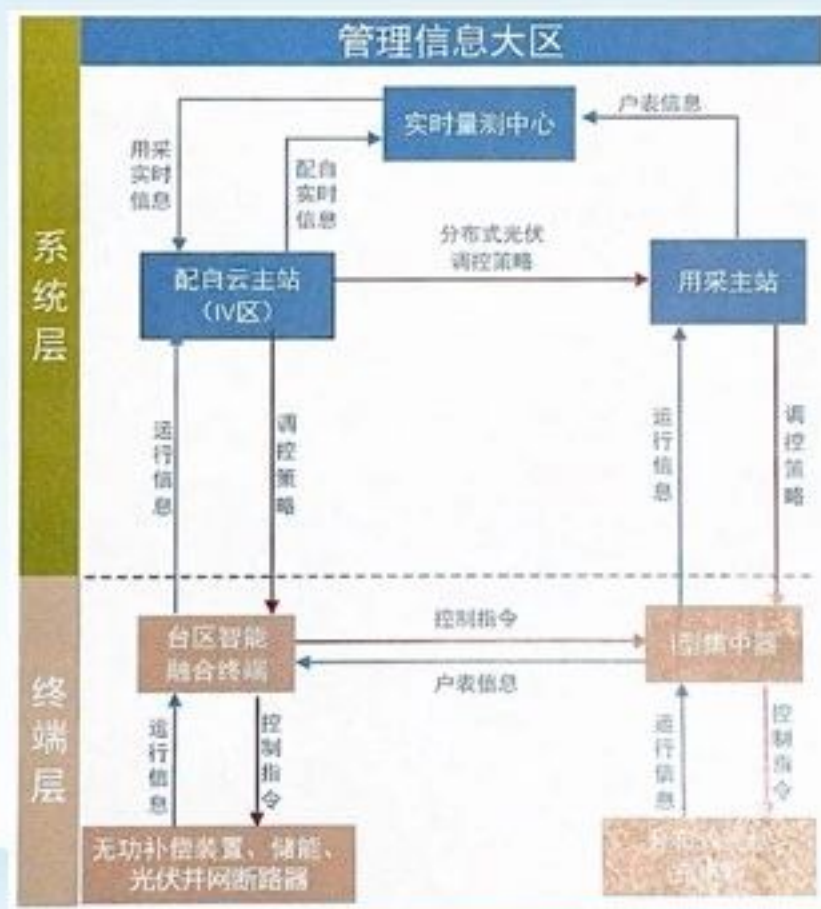 管理信息大区
系统层
实时量测中心
户表信息
用采
实时
信息
配自
实时
信息
分布式光伏
调控策略
配自云主站
(IV区)
用采主站
运行信息
调控策略
运行信息
调控策略
终端层
台区智能
融合终端
控制指令
户表信息
I型集中器
运行信息
控制指令
运行信息
控制指令
无功补偿装置、储能、
光伏并网断路器